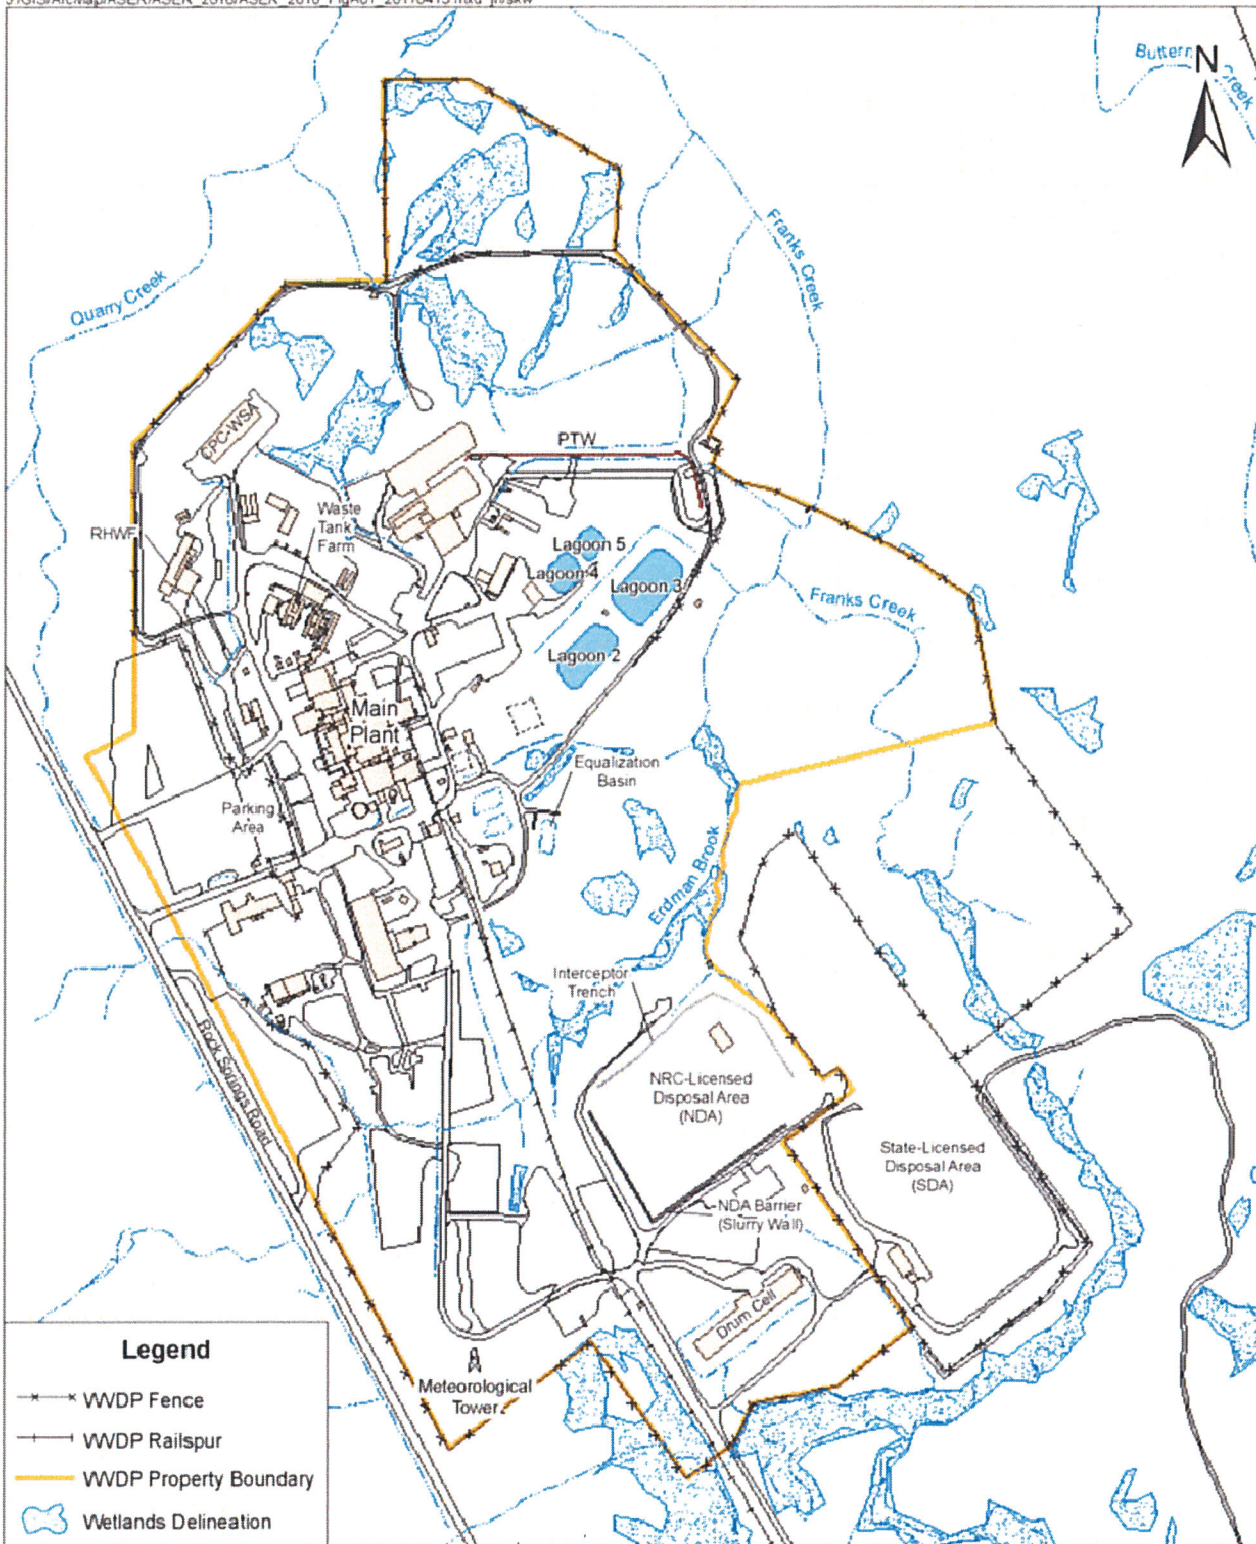 N
Quarry Creek
Franks Creek
CPC-WSA
PTW
RHWF
Waste
Tank
Farm
Lagoon 5
Lagoon 4
Lagoon 3
Franks Creek
Lagoon 2
Main
Plant
Equalization
Basin
Parking
Area
Erdman Brook
Interceptor
Trench
Rock Springs Road
NRC-Licensed
Disposal Area
(NDA)
State-Licensed
Disposal Area
(SDA)
NDA Barrier
(Slurry Wall)
Drum Cell
Meteorological
Tower
Legend
WVDP Fence
WVDP Railspur
WVDP Property Boundary
Wetlands Delineation